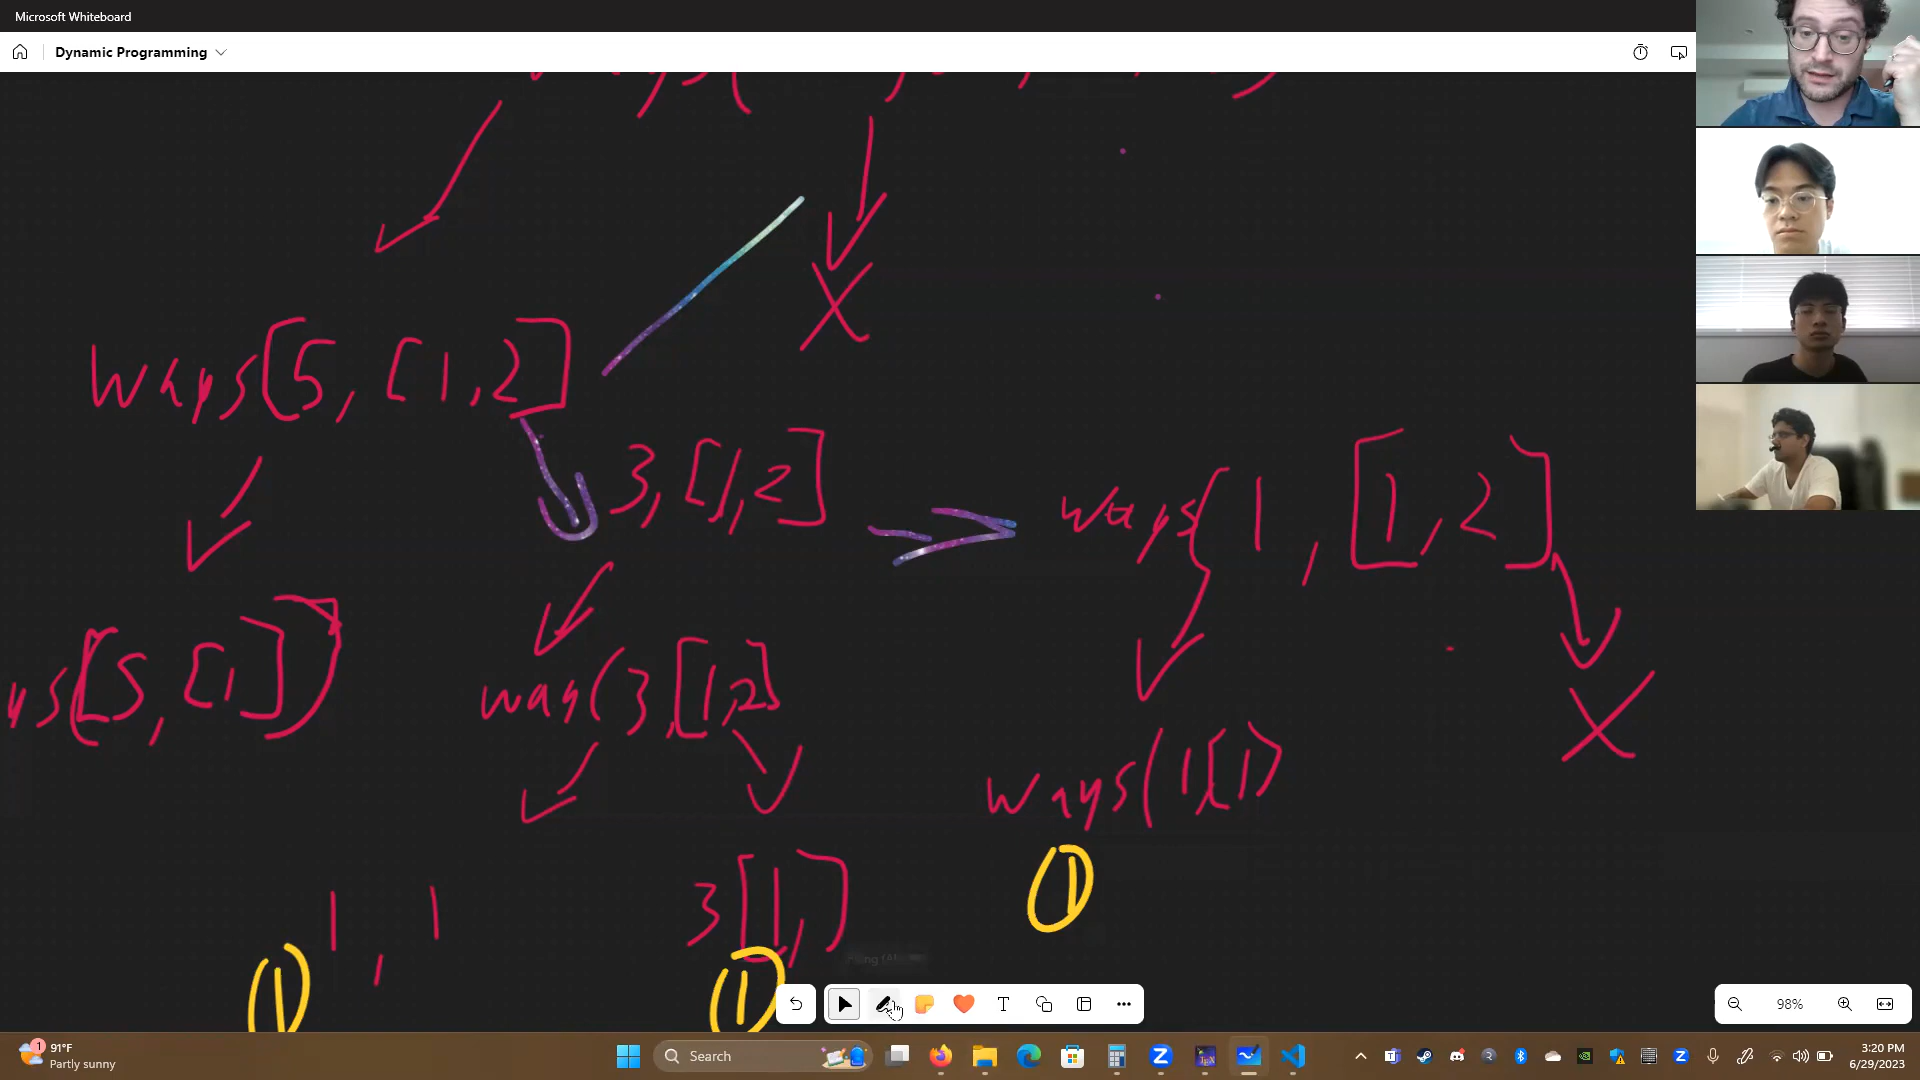 Microsoft Whiteboard
Dynamic Programming
ways[5, [1,2]
3, [1,2]
ways( 1, [1,2]
ys([5, [1])
way(3,[1,2]
ways(1,[1)
1
1, 1
3[1,)
1
1
98%
1
91°F
Partly sunny
Search
3:20 PM
6/29/2023